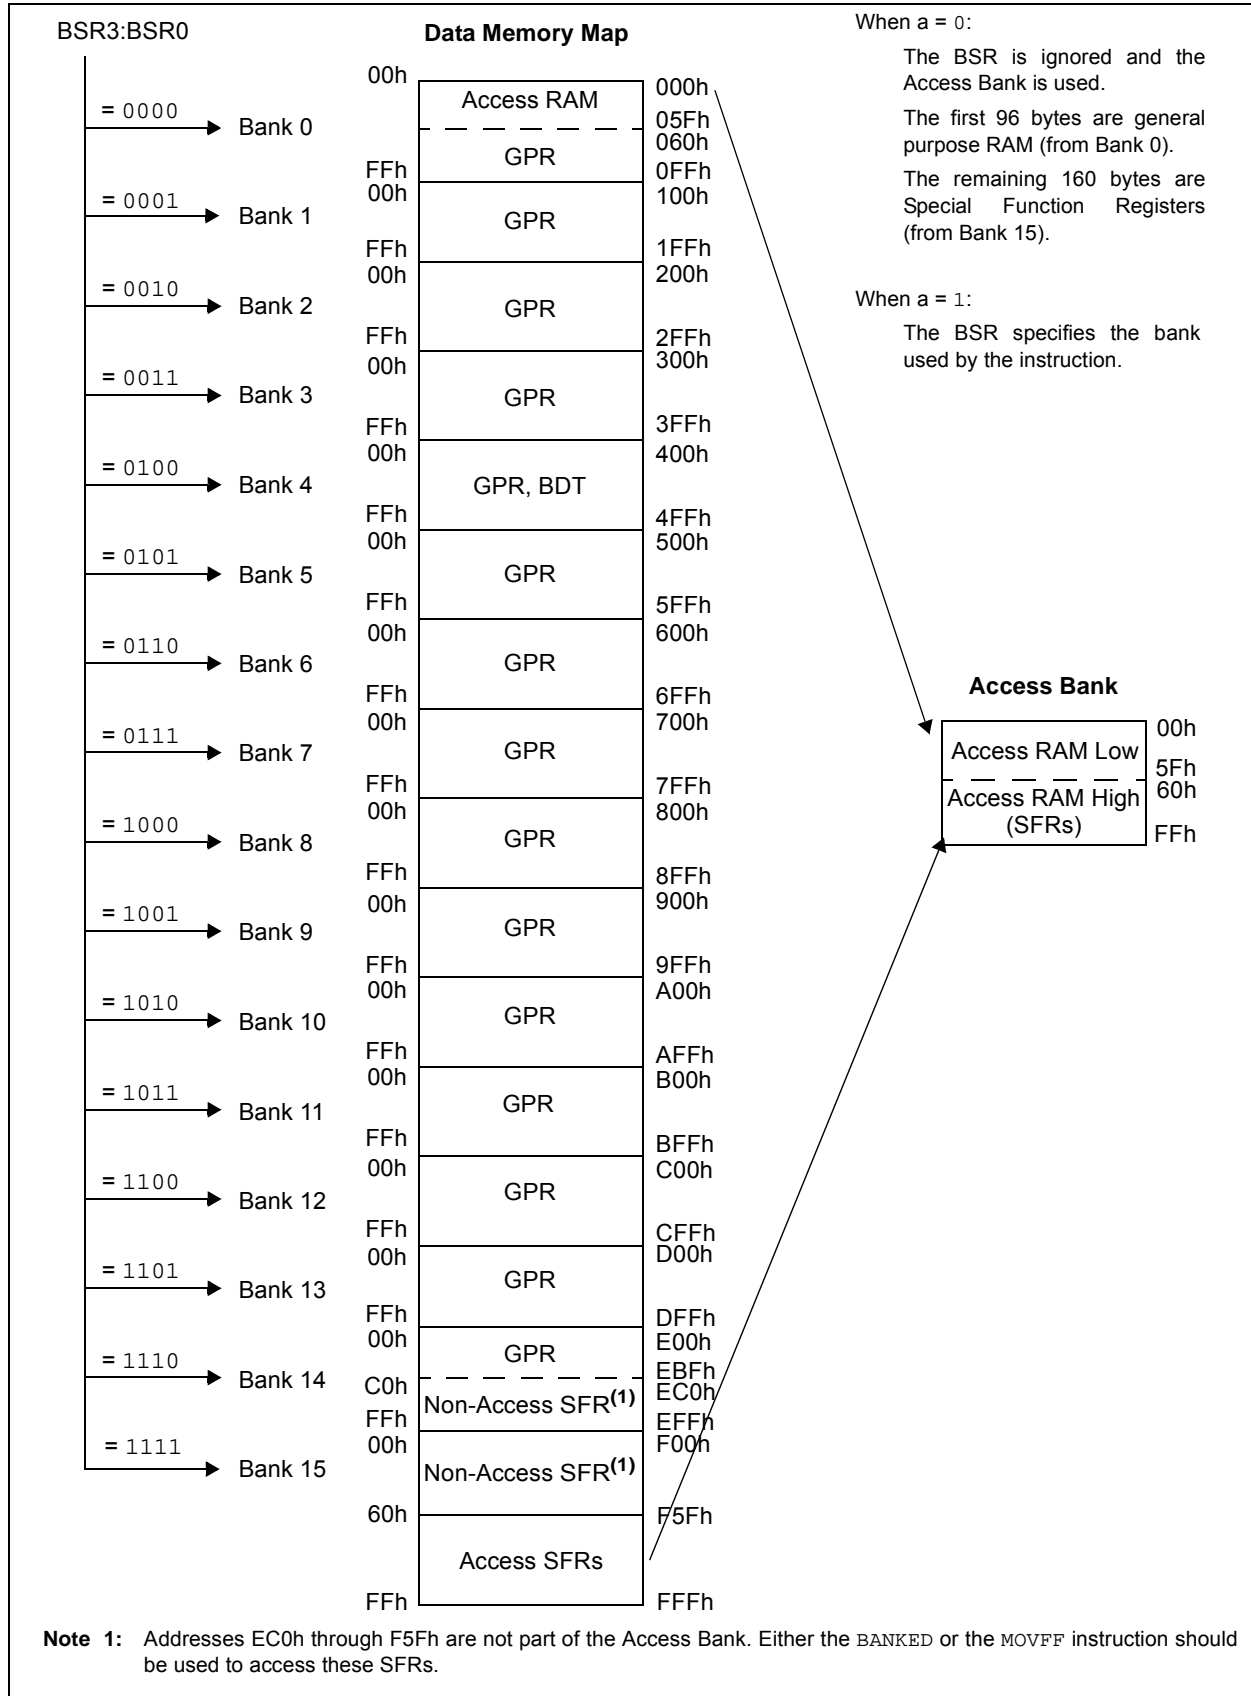 BSR3:BSR0
Data Memory Map
When a = 0:
The BSR is ignored and the
Access Bank is used.
The first 96 bytes are general
purpose RAM (from Bank 0).
The remaining 160 bytes are
Special Function Registers
(from Bank 15).
When a = 1:
The BSR specifies the bank
used by the instruction.
= 0000
Bank 0
00h
Access RAM
000h
05Fh
060h
GPR
FFh
0FFh
= 0001
Bank 1
00h
100h
GPR
FFh
1FFh
= 0010
Bank 2
00h
200h
GPR
FFh
2FFh
= 0011
Bank 3
00h
300h
GPR
FFh
3FFh
= 0100
Bank 4
00h
400h
GPR, BDT
FFh
4FFh
= 0101
Bank 5
00h
500h
GPR
FFh
5FFh
= 0110
Bank 6
00h
600h
GPR
FFh
6FFh
= 0111
Bank 7
00h
700h
GPR
FFh
7FFh
= 1000
Bank 8
00h
800h
GPR
FFh
8FFh
= 1001
Bank 9
00h
900h
GPR
FFh
9FFh
= 1010
Bank 10
00h
A00h
GPR
FFh
AFFh
= 1011
Bank 11
00h
B00h
GPR
FFh
BFFh
= 1100
Bank 12
00h
C00h
GPR
FFh
CFFh
= 1101
Bank 13
00h
D00h
GPR
FFh
DFFh
= 1110
Bank 14
00h
E00h
GPR
EBFh
C0h
EC0h
Non-Access SFR(1)
FFh
EFFh
= 1111
Bank 15
00h
F00h
Non-Access SFR(1)
60h
F5Fh
Access SFRs
FFh
FFFh
Access Bank
Access RAM Low
00h
5Fh
Access RAM High
(SFRs)
60h
FFh
Note 1: Addresses EC0h through F5Fh are not part of the Access Bank. Either the BANKED or the MOVFF instruction should
be used to access these SFRs.